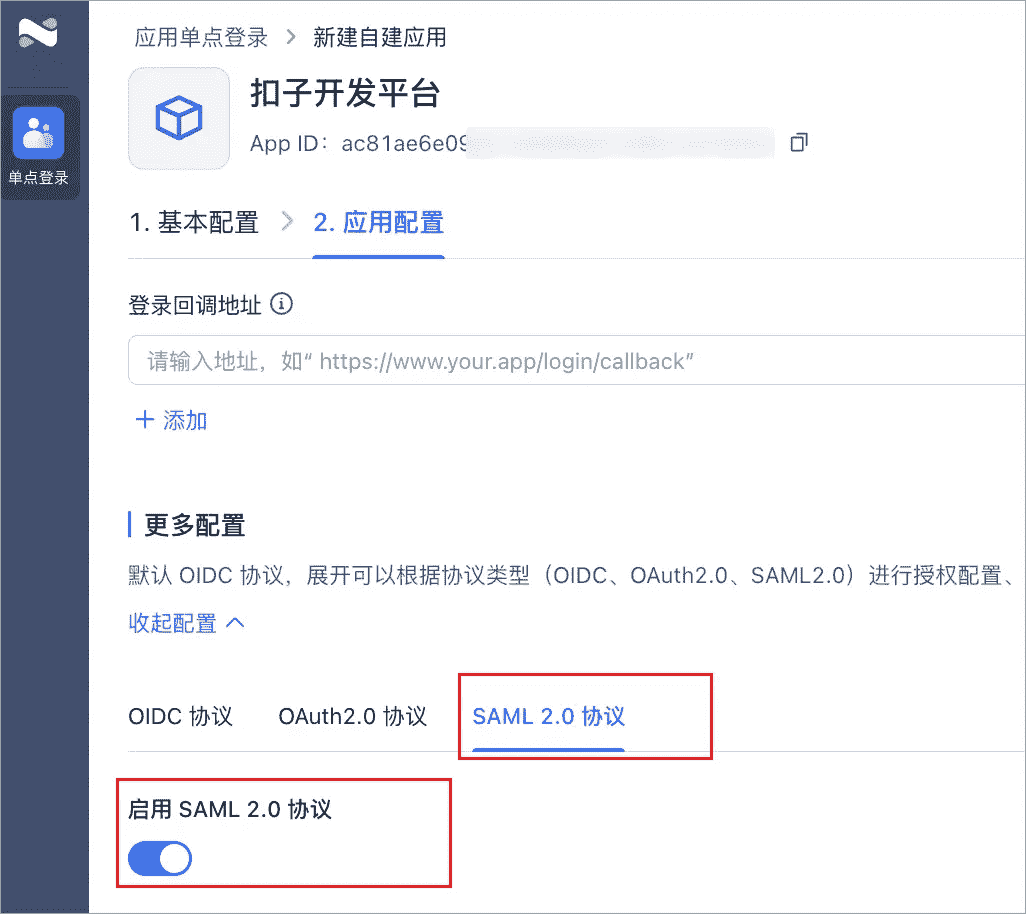 应用单点登录 > 新建自建应用
扣子开发平台
App ID： ac81ae6e09
单点登录
1. 基本配置 > 2. 应用配置
登录回调地址
请输入地址，如“ https://www.your.app/login/callback”
+ 添加
更多配置
默认 OIDC 协议，展开可以根据协议类型（OIDC、OAuth2.0、SAML2.0）进行授权配置、
收起配置
OIDC 协议 OAuth2.0 协议 SAML 2.0 协议
启用 SAML 2.0 协议